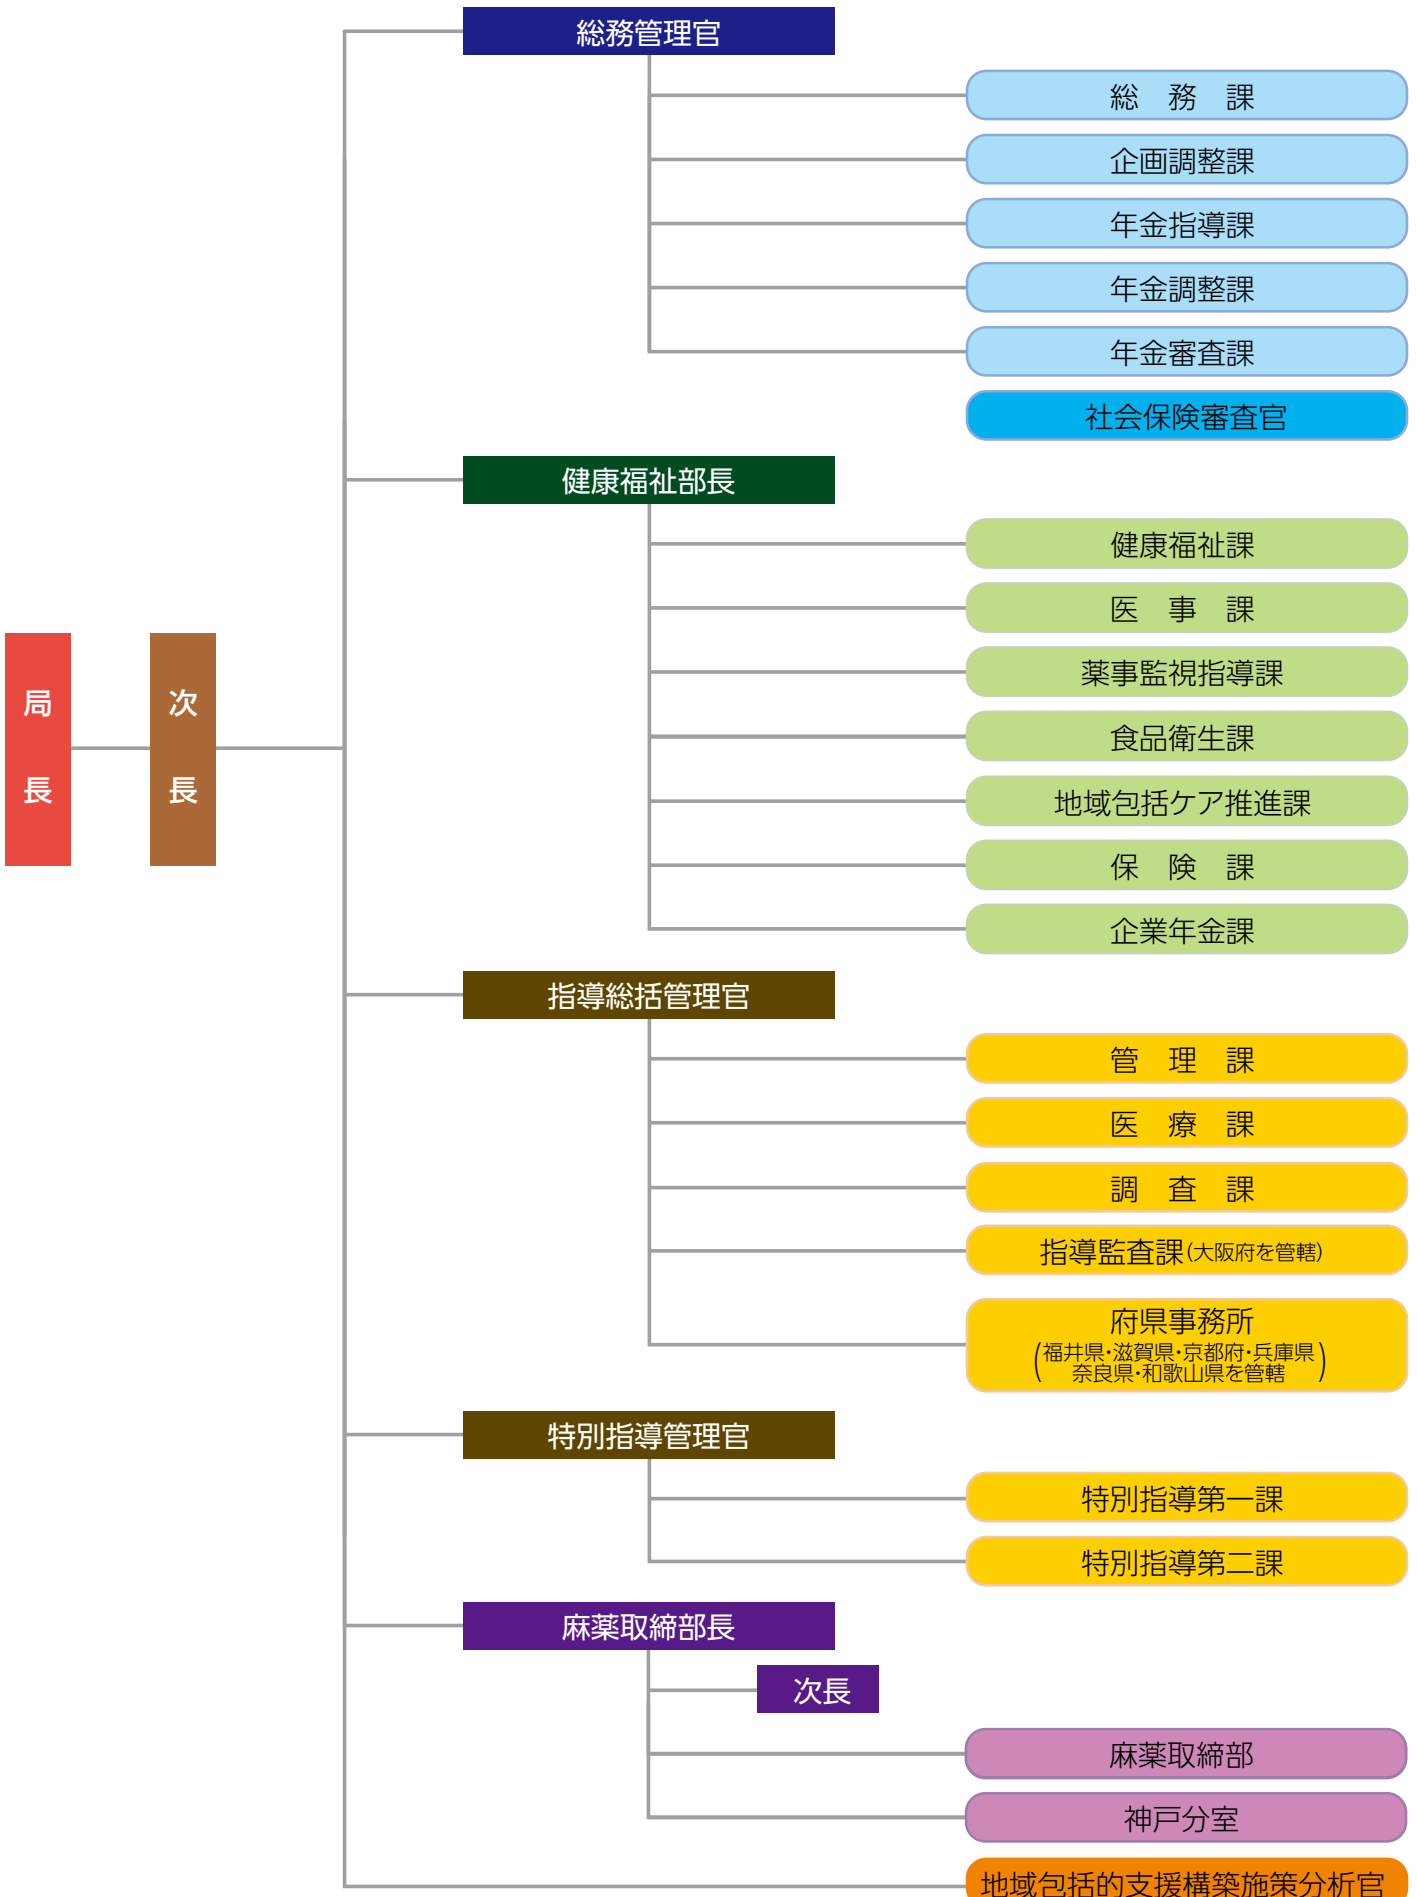 総務管理官
総　務　課
企画調整課
年金指導課
年金調整課
年金審査課
社会保険審査官
健康福祉部長
健康福祉課
医　事　課
薬事監視指導課
食品衛生課
地域包括ケア推進課
保　険　課
企業年金課
局長
次長
指導総括管理官
管　理　課
医　療　課
調　査　課
指導監査課(大阪府を管轄)
府県事務所
(福井県・滋賀県・京都府・兵庫県
奈良県・和歌山県を管轄)
特別指導管理官
特別指導第一課
特別指導第二課
麻薬取締部長
次長
麻薬取締部
神戸分室
地域包括的支援構築施策分析官